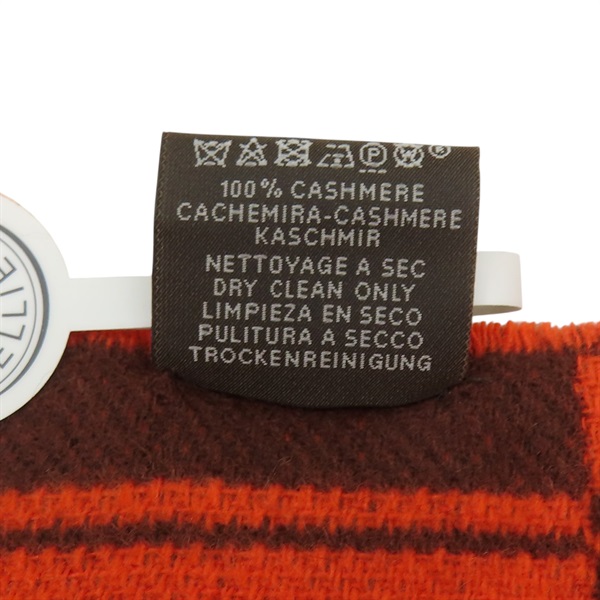 100% CASHMERE
CACHEMIRA-CASHMERE
KASCHMIR
NETTOYAGE A SEC
DRY CLEAN ONLY
LIMPIEZA EN SECO
PULITURA A SECCO
TROCKENREINIGUNG